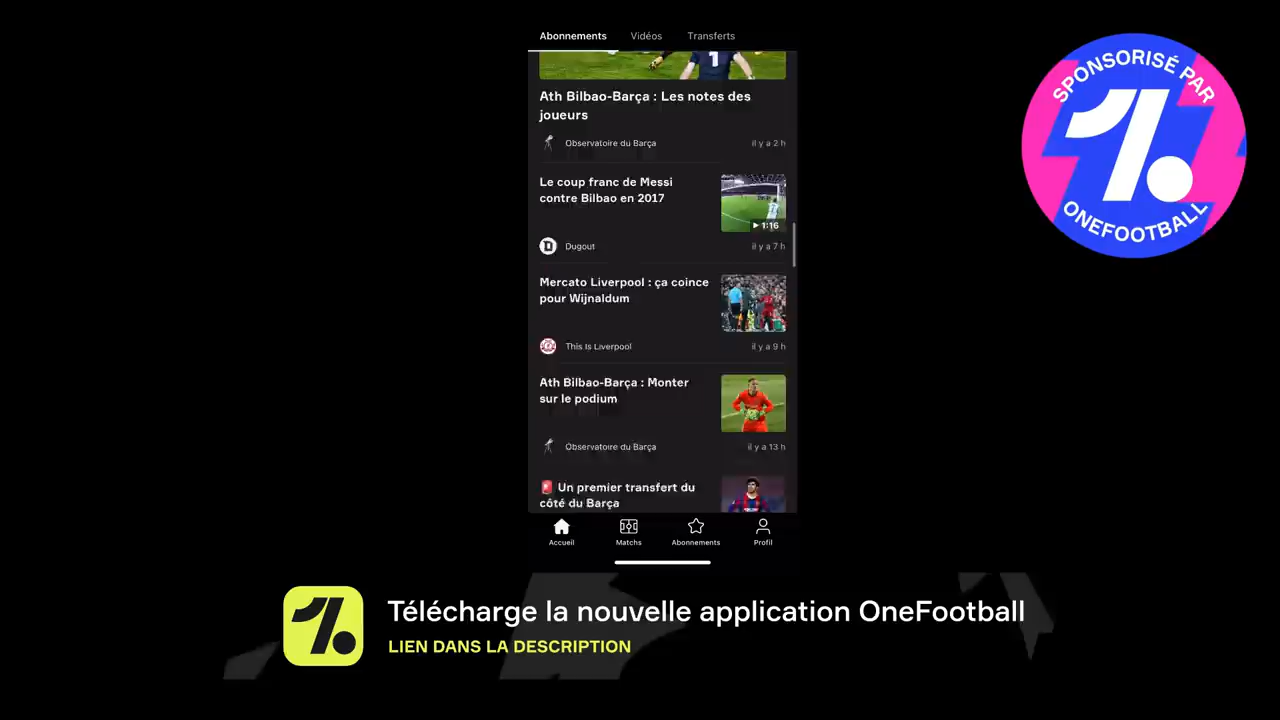 Abonnements
Vidéos
Transferts
1
Ath Bilbao-Barça : Les notes des
joueurs
Observatoire du Barça
il y a 2 h
Le coup franc de Messi
contre Bilbao en 2017
1:16
D
Dugout
il y a 7 h
Mercato Liverpool : ça coince
pour Wijnaldum
This Is Liverpool
il y a 9 h
Ath Bilbao-Barça : Monter
sur le podium
Observatoire du Barça
il y a 13 h
Un premier transfert du
côté du Barça
Accueil
Matchs
Abonnements
Profil
SPONSORISÉ PAR
1.
ONEFOOTBALL
1.
Télécharge la nouvelle application OneFootball
LIEN DANS LA DESCRIPTION